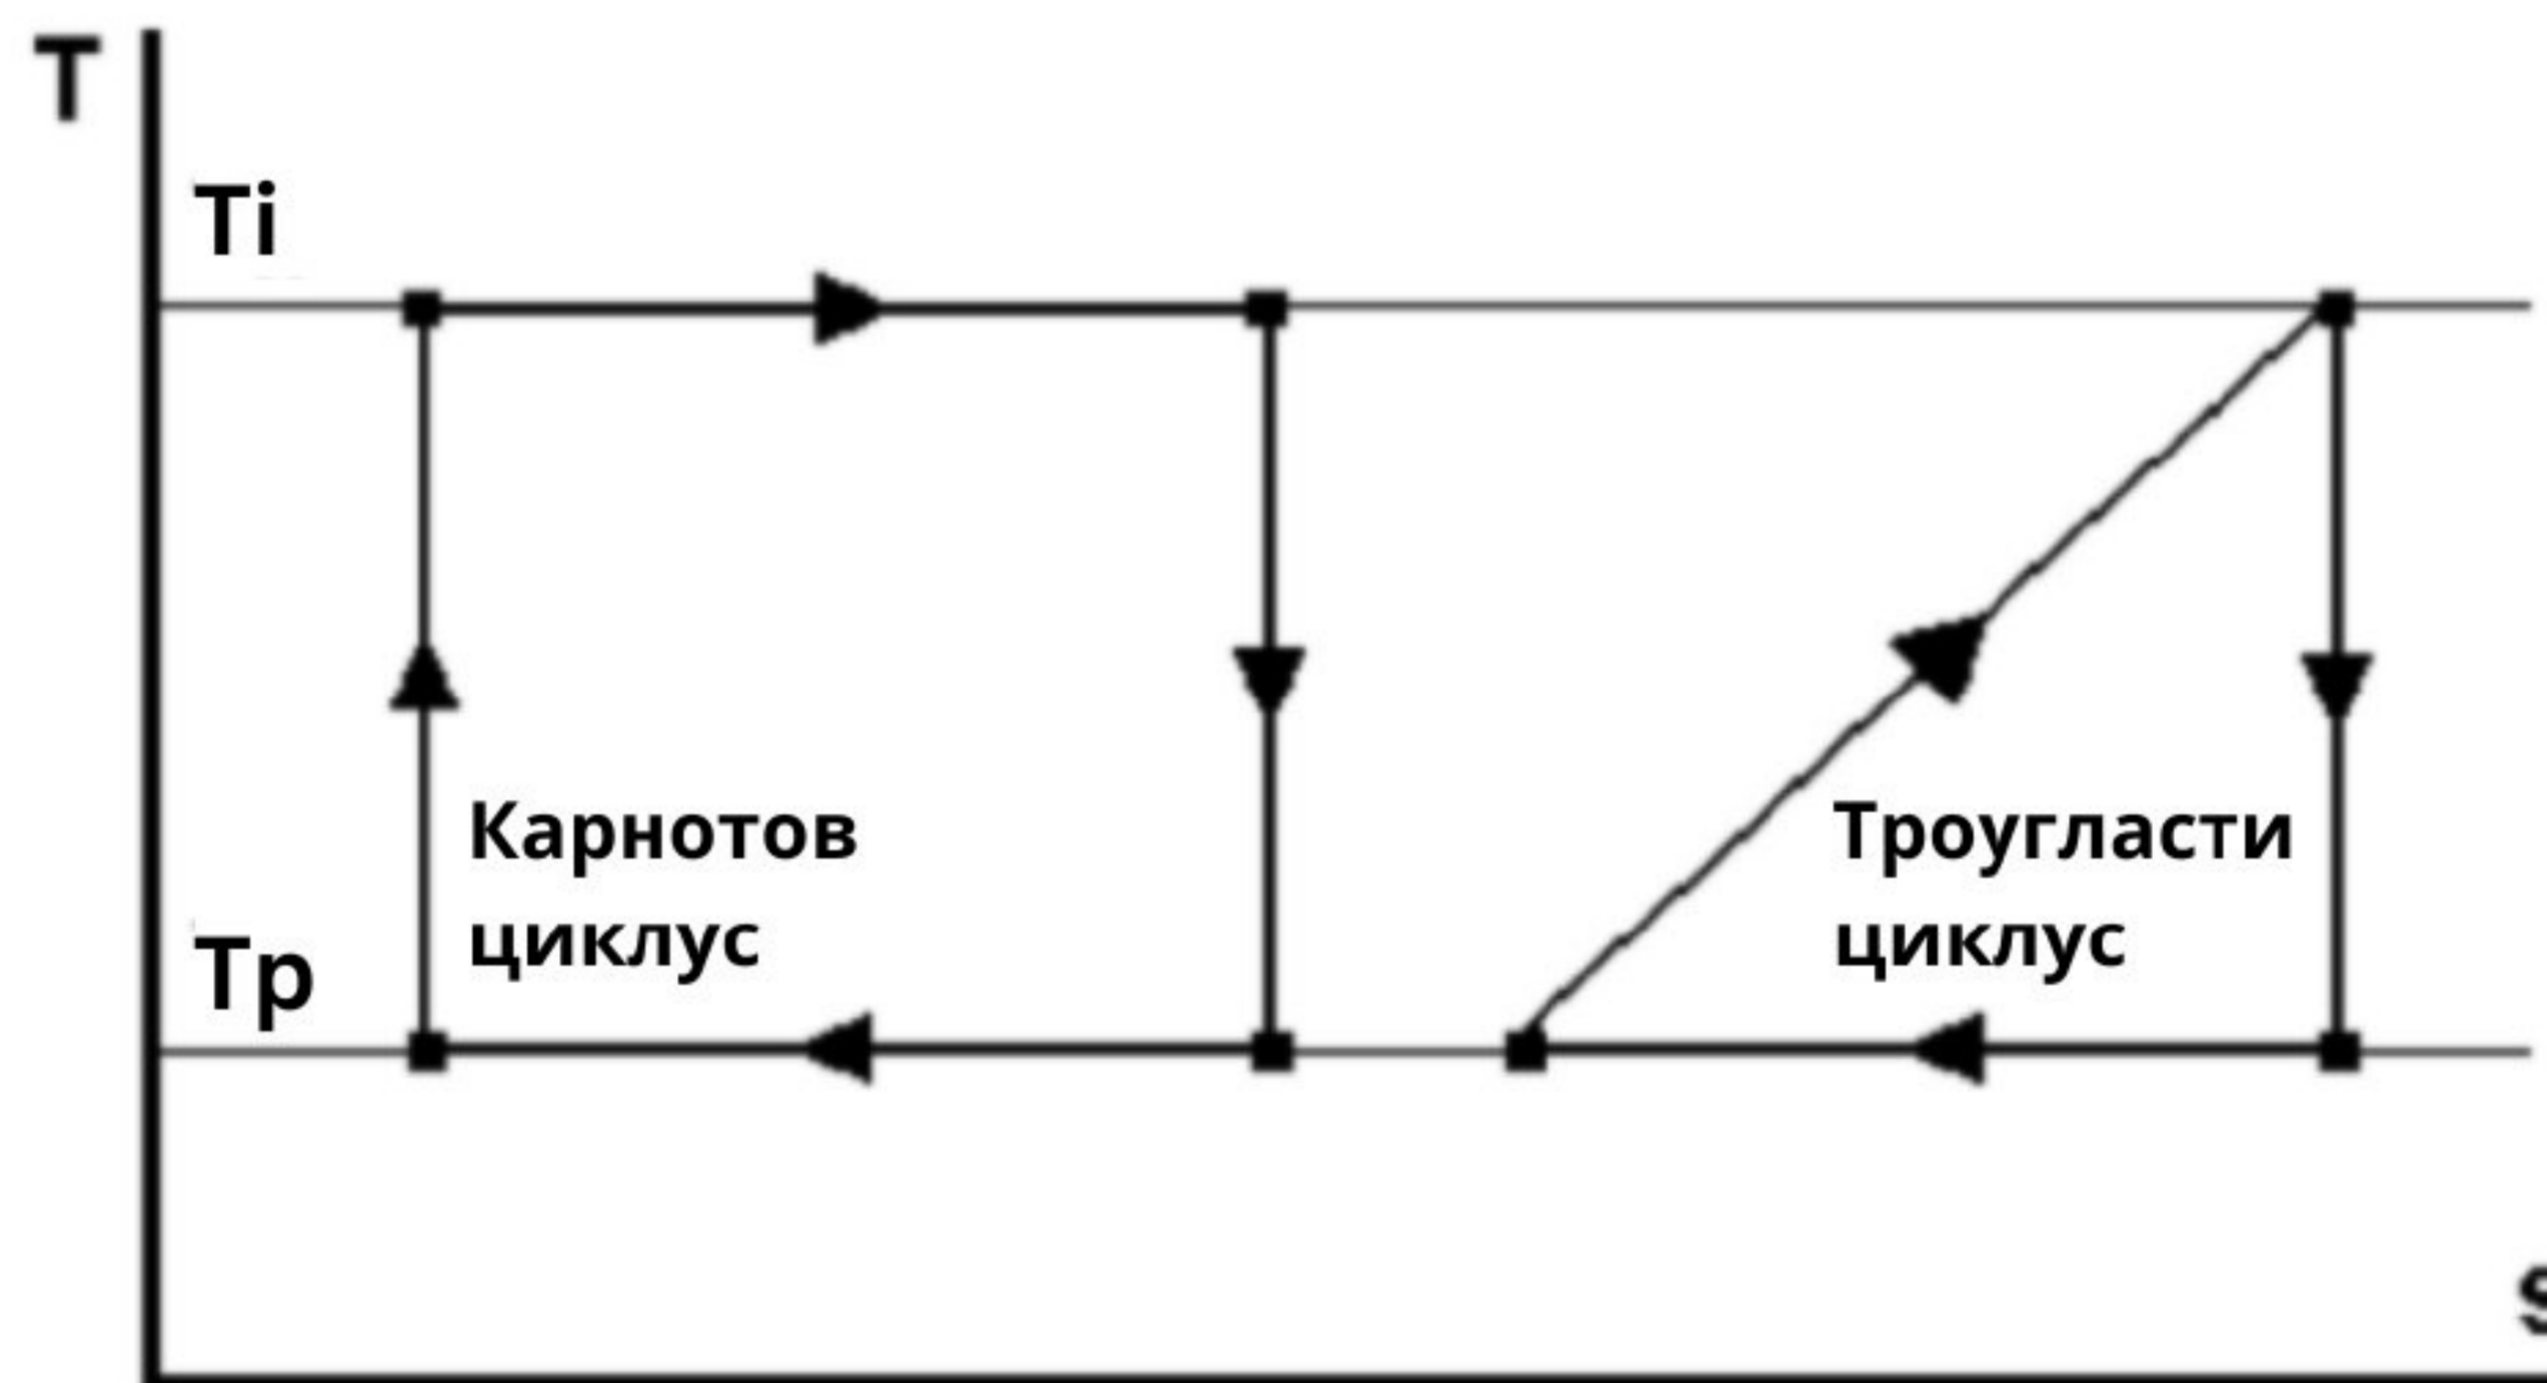 T
Ti
Карнотов
циклус
Троугласти
циклус
Tp
s